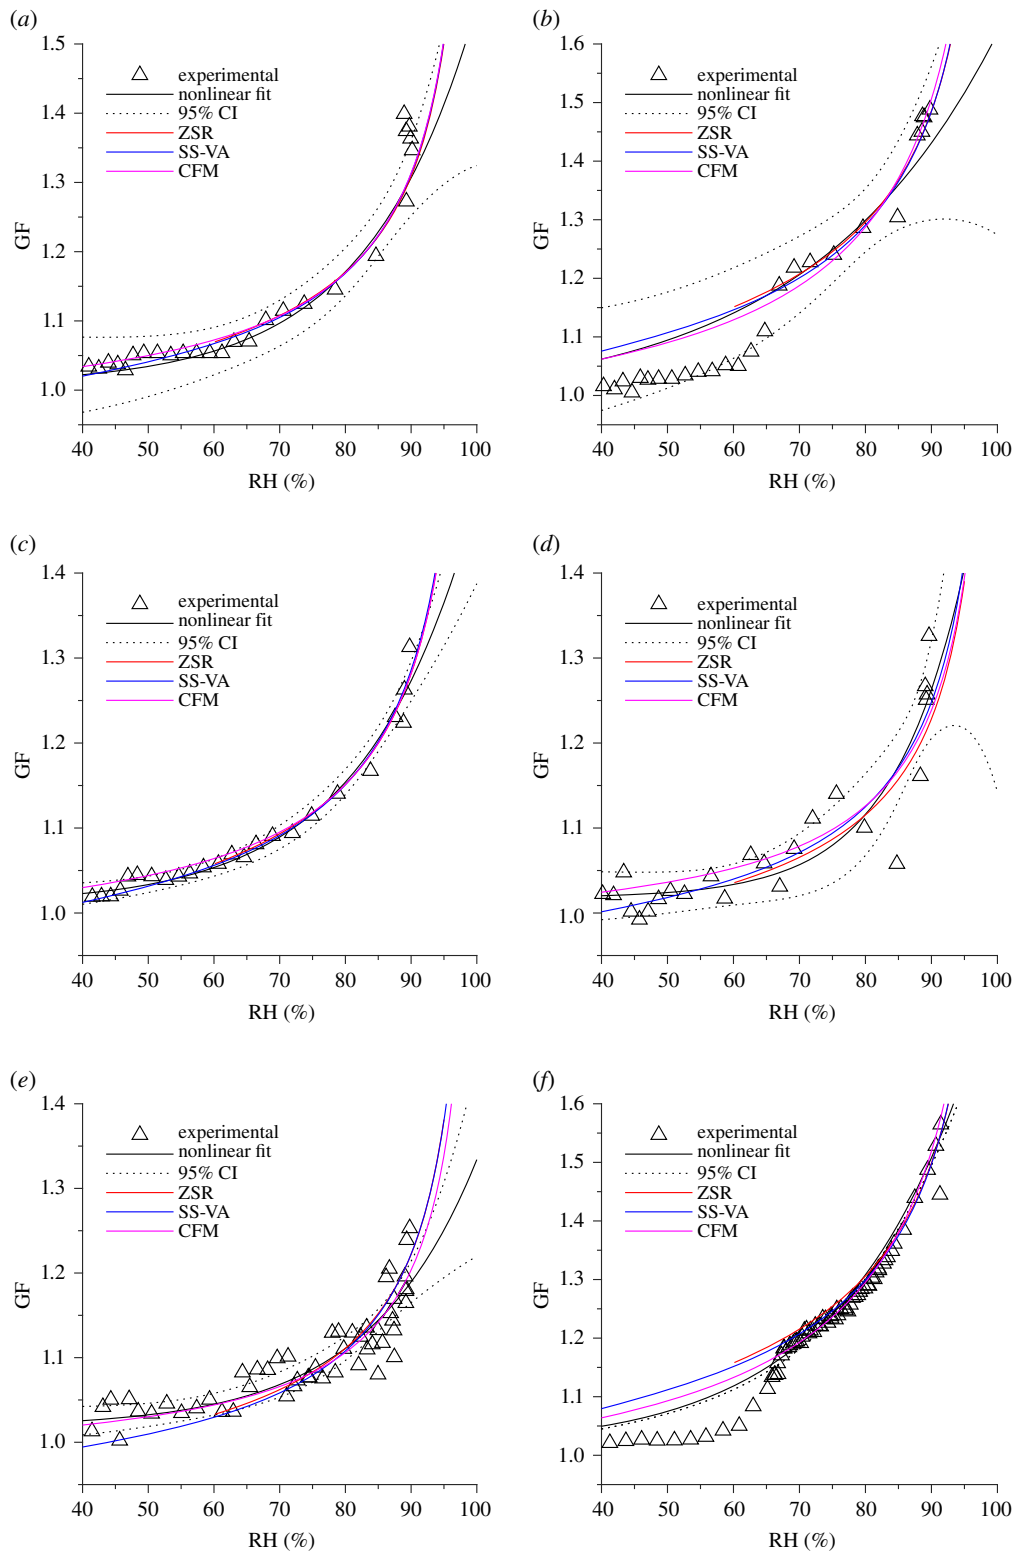 (a)
1.5
1.4
1.3
1.2
1.1
1.0
GF
experimental
nonlinear fit
95% CI
ZSR
SS-VA
CFM
40 50 60 70 80 90 100
RH (%)
(b)
1.6
1.5
1.4
1.3
1.2
1.1
1.0
GF
experimental
nonlinear fit
95% CI
ZSR
SS-VA
CFM
40 50 60 70 80 90 100
RH (%)
(c)
1.4
1.3
1.2
1.1
1.0
GF
experimental
nonlinear fit
95% CI
ZSR
SS-VA
CFM
40 50 60 70 80 90 100
RH (%)
(d)
1.4
1.3
1.2
1.1
1.0
GF
experimental
nonlinear fit
95% CI
ZSR
SS-VA
CFM
40 50 60 70 80 90 100
RH (%)
(e)
1.4
1.3
1.2
1.1
1.0
GF
experimental
nonlinear fit
95% CI
ZSR
SS-VA
CFM
40 50 60 70 80 90 100
RH (%)
(f)
1.6
1.5
1.4
1.3
1.2
1.1
1.0
GF
experimental
nonlinear fit
95% CI
ZSR
SS-VA
CFM
40 50 60 70 80 90 100
RH (%)